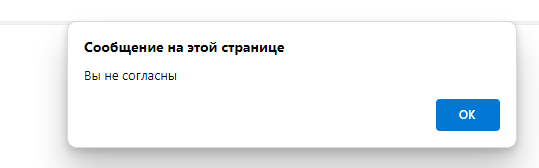 Сообщение на этой странице
Вы не согласны
ОК